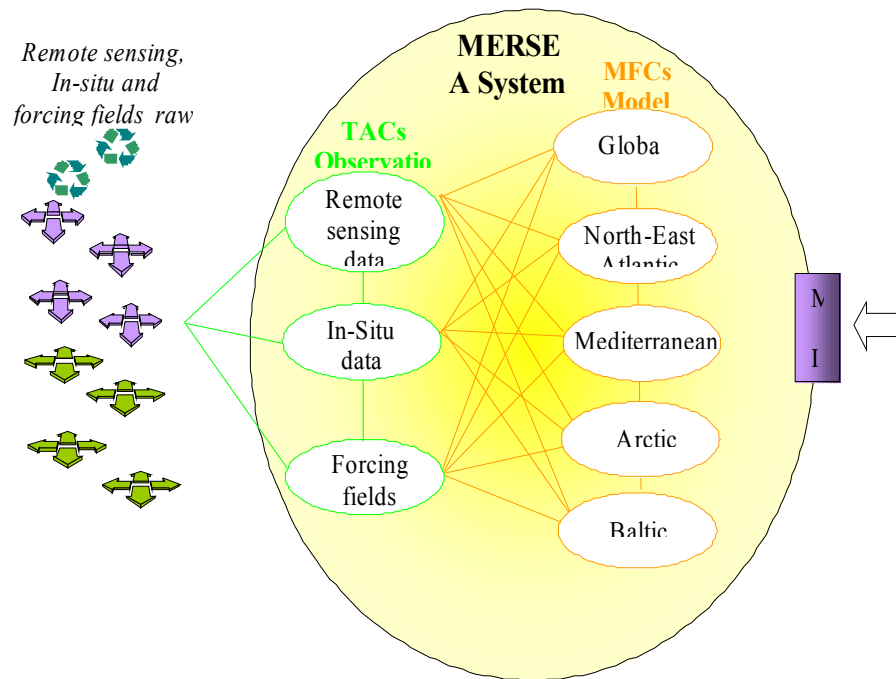 Remote sensing,
In-situ and
forcing fields raw
MERSE
A System
MFCs
Model
TACs
Observatio
Globa
Remote
sensing
data
North-East
Atlantic
In-Situ
data
Mediterranean
Arctic
Forcing
fields
Baltic
M
I